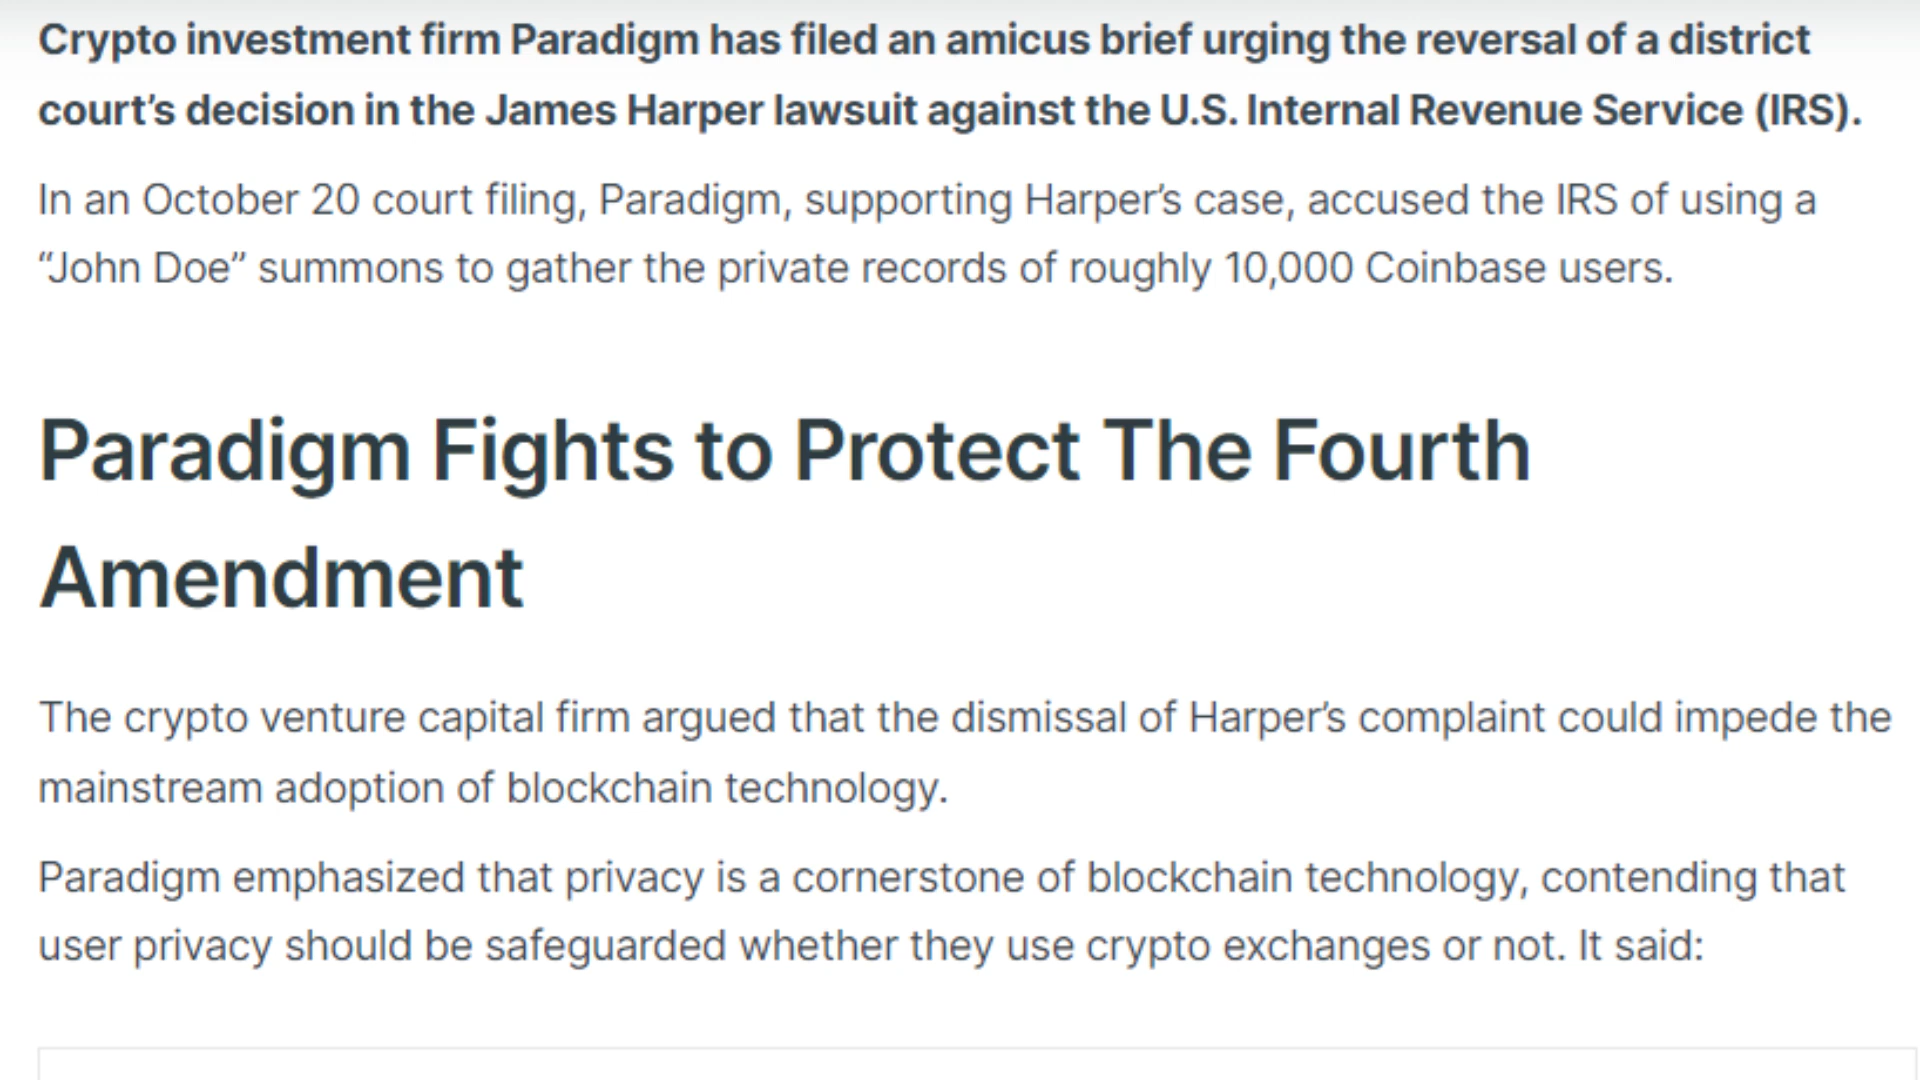 Crypto investment firm Paradigm has filed an amicus brief urging the reversal of a district
court’s decision in the James Harper lawsuit against the U.S. Internal Revenue Service (IRS).
In an October 20 court filing, Paradigm, supporting Harper’s case, accused the IRS of using a
“John Doe” summons to gather the private records of roughly 10,000 Coinbase users.
Paradigm Fights to Protect The Fourth
Amendment
The crypto venture capital firm argued that the dismissal of Harper’s complaint could impede the
mainstream adoption of blockchain technology.
Paradigm emphasized that privacy is a cornerstone of blockchain technology, contending that
user privacy should be safeguarded whether they use crypto exchanges or not. It said: